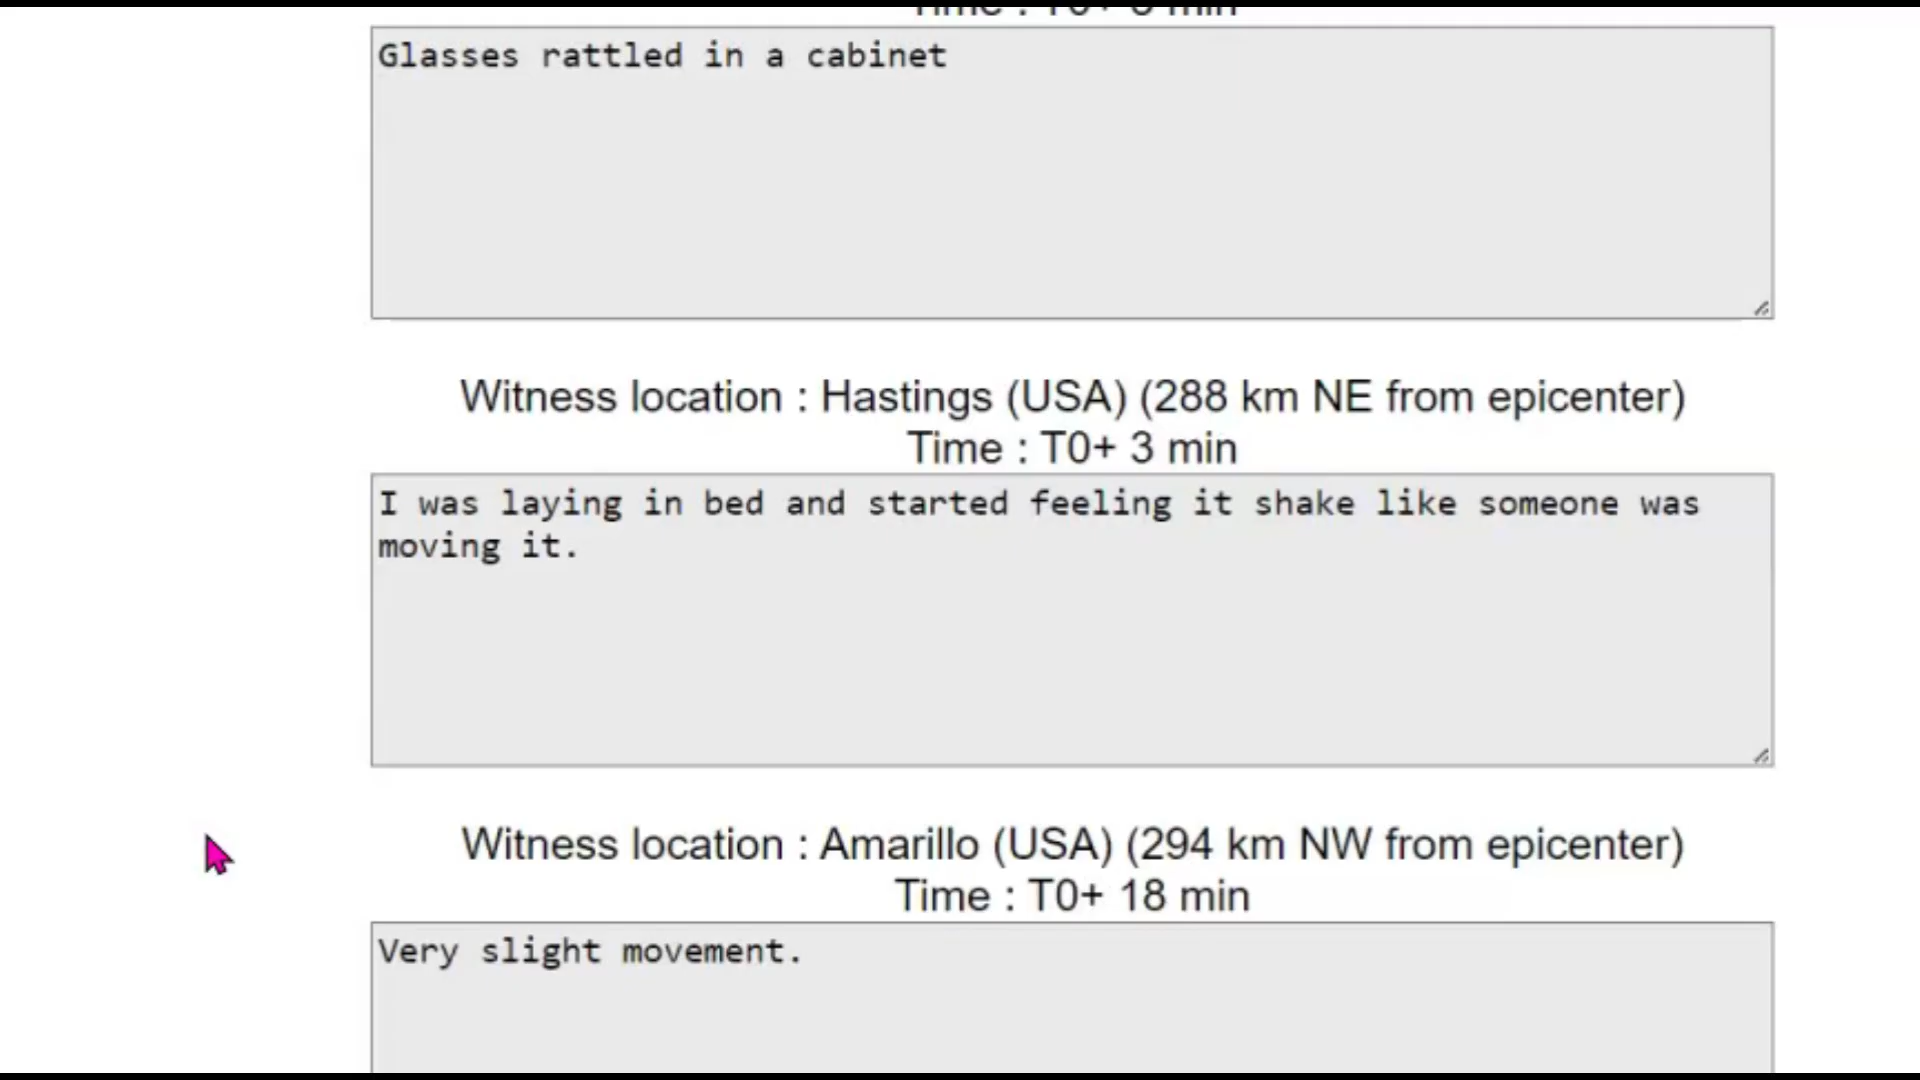 Glasses rattled in a cabinet
Witness location : Hastings (USA) (288 km NE from epicenter)
Time : T0+ 3 min
I was laying in bed and started feeling it shake like someone was
moving it.
Witness location : Amarillo (USA) (294 km NW from epicenter)
Time : T0+ 18 min
Very slight movement.